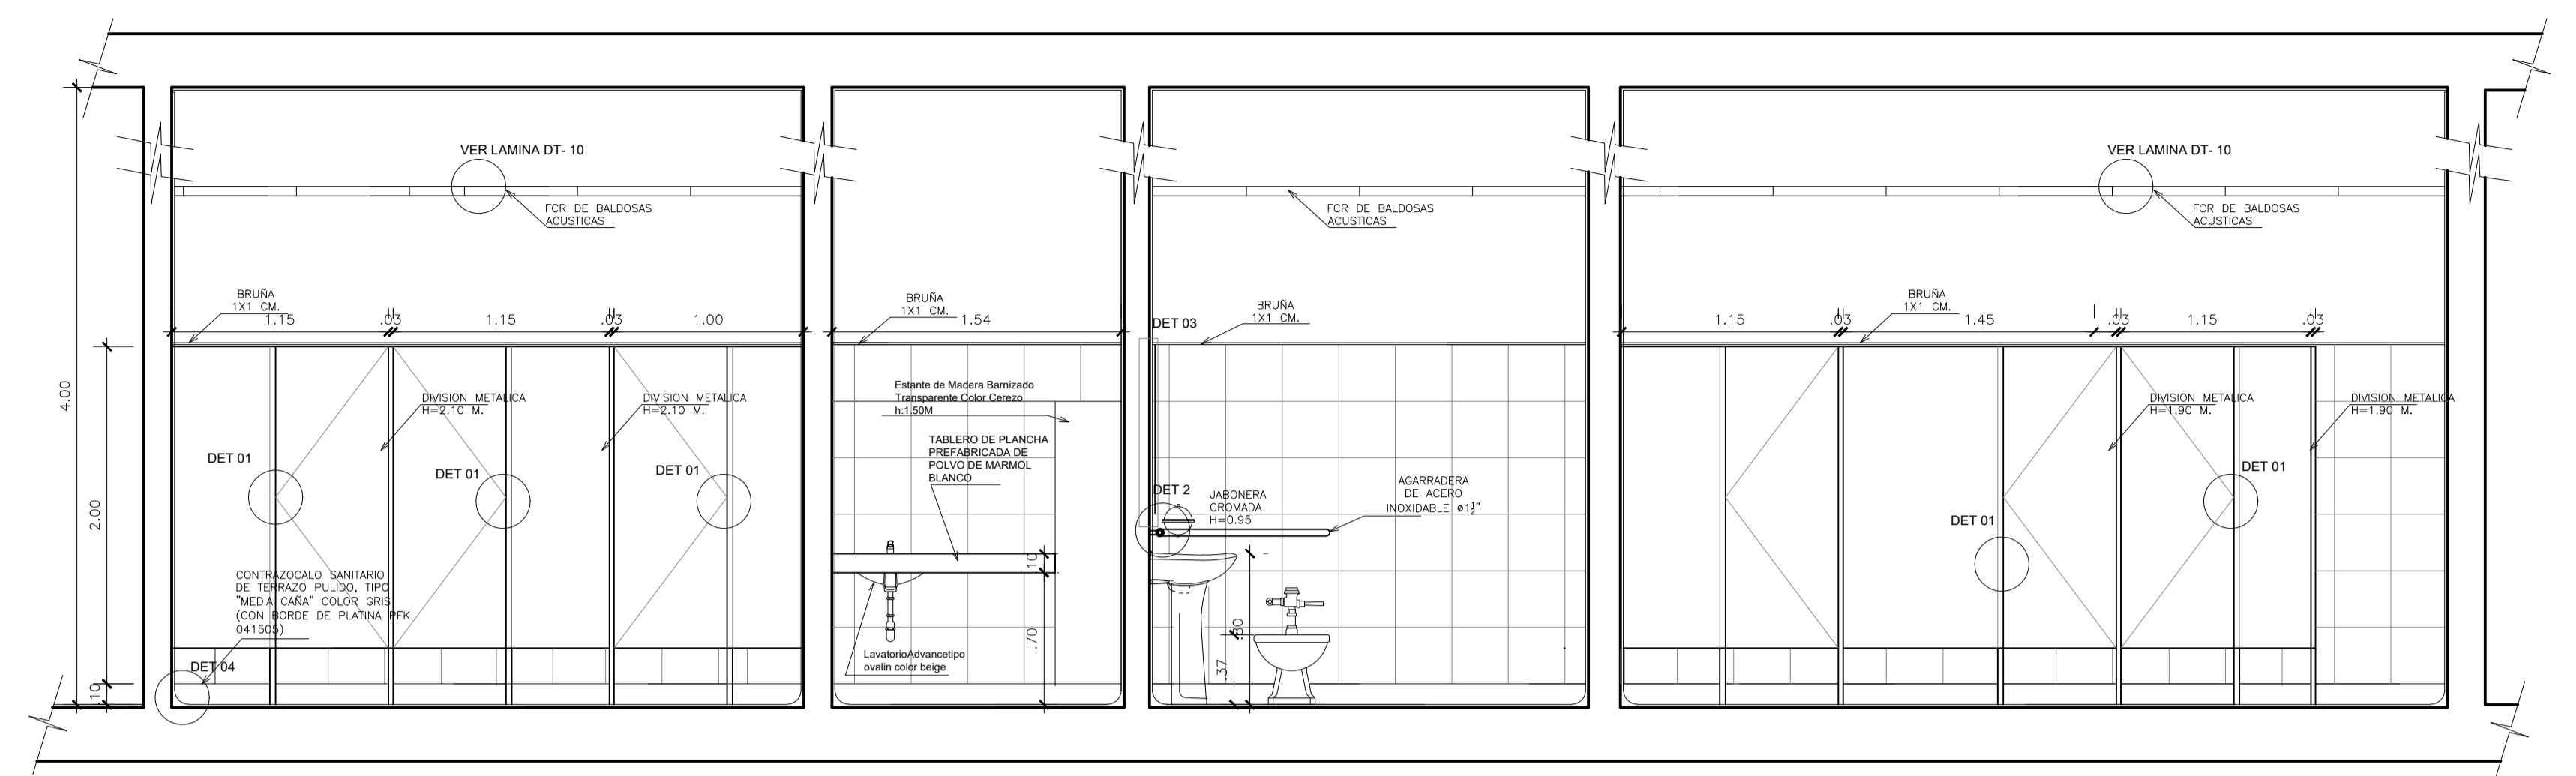 VER LAMINA DT- 10
FCR DE BALDOSAS
ACUSTICAS
BRUÑA
1X1 CM.
1.15
.03
1.15
.03
1.00
4.00
2.00
.10
DIVISION METALICA
H=2.10 M.
DIVISION METALICA
H=2.10 M.
DET 01
DET 01
DET 01
CONTRAZOCALO SANITARIO
DE TERRAZO PULIDO, TIPO
"MEDIA CAÑA" COLOR GRIS
(CON BORDE DE PLATINA PFK
041505)
DET 04
BRUÑA
1X1 CM.
1.54
Estante de Madera Barnizado
Transparente Color Cerezo
h:1.50M
TABLERO DE PLANCHA
PREFABRICADA DE
POLVO DE MARMOL
BLANCO
.10
.70
LavatorioAdvancetipo
ovalin color beige
FCR DE BALDOSAS
ACUSTICAS
BRUÑA
1X1 CM.
DET 03
DET 2
JABONERA
CROMADA
H=0.95
AGARRADERA
DE ACERO
INOXIDABLE ø1½"
.80
.37
VER LAMINA DT- 10
FCR DE BALDOSAS
ACUSTICAS
BRUÑA
1X1 CM.
1.15
.03
1.45
.03
1.15
.03
DIVISION METALICA
H=1.90 M.
DIVISION METALICA
H=1.90 M.
DET 01
DET 01